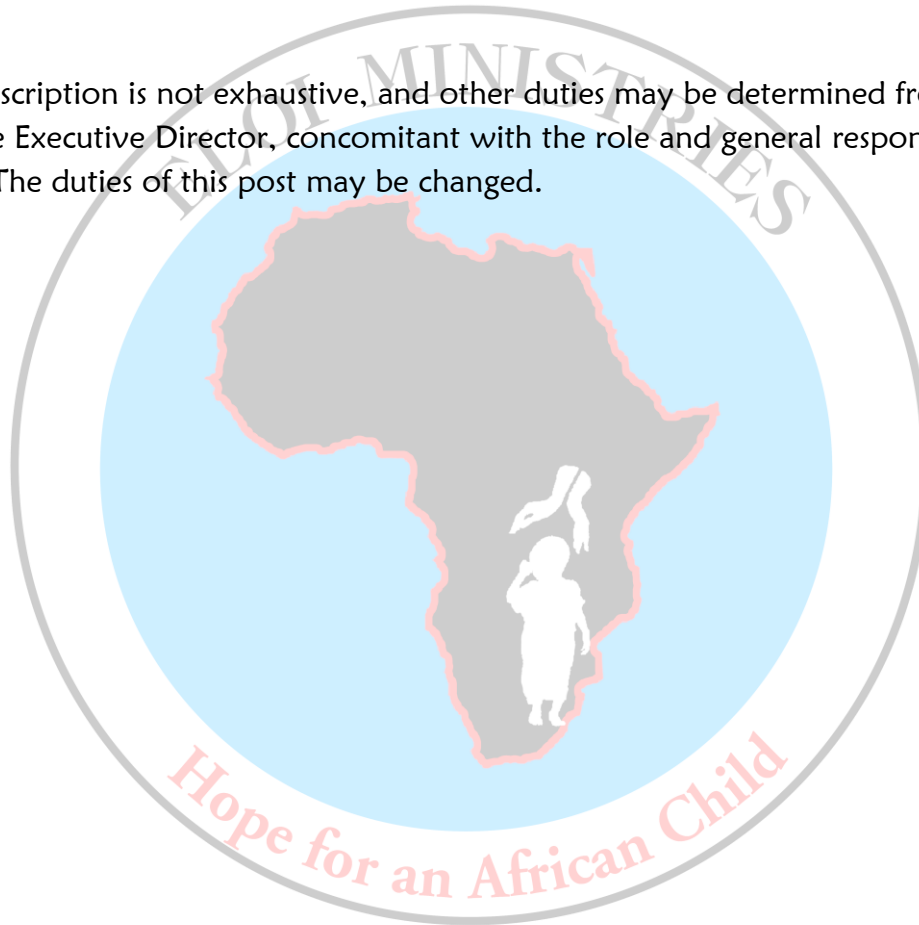 scription is not exhaustive, and other duties may be determined fr
Executive Director, concomitant with the role and general respon
The duties of this post may be changed.
ELOI MINISTRIES
Hope for an African Child